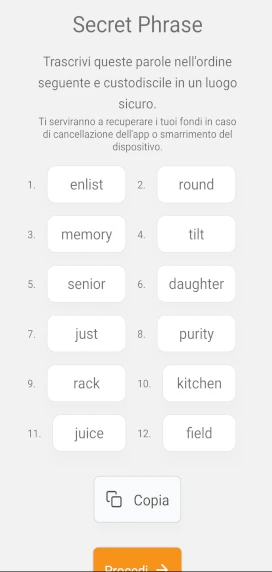 Secret Phrase
Trascrivi queste parole nell'ordine
seguente e custodiscile in un luogo
sicuro.
Ti serviranno a recuperare i tuoi fondi in caso
di cancellazione dell'app o smarrimento del
dispositivo.
1. enlist 2. round
3. memory 4. tilt
5. senior 6. daughter
7. just 8. purity
9. rack 10. kitchen
11. juice 12. field
Copia
Procedi